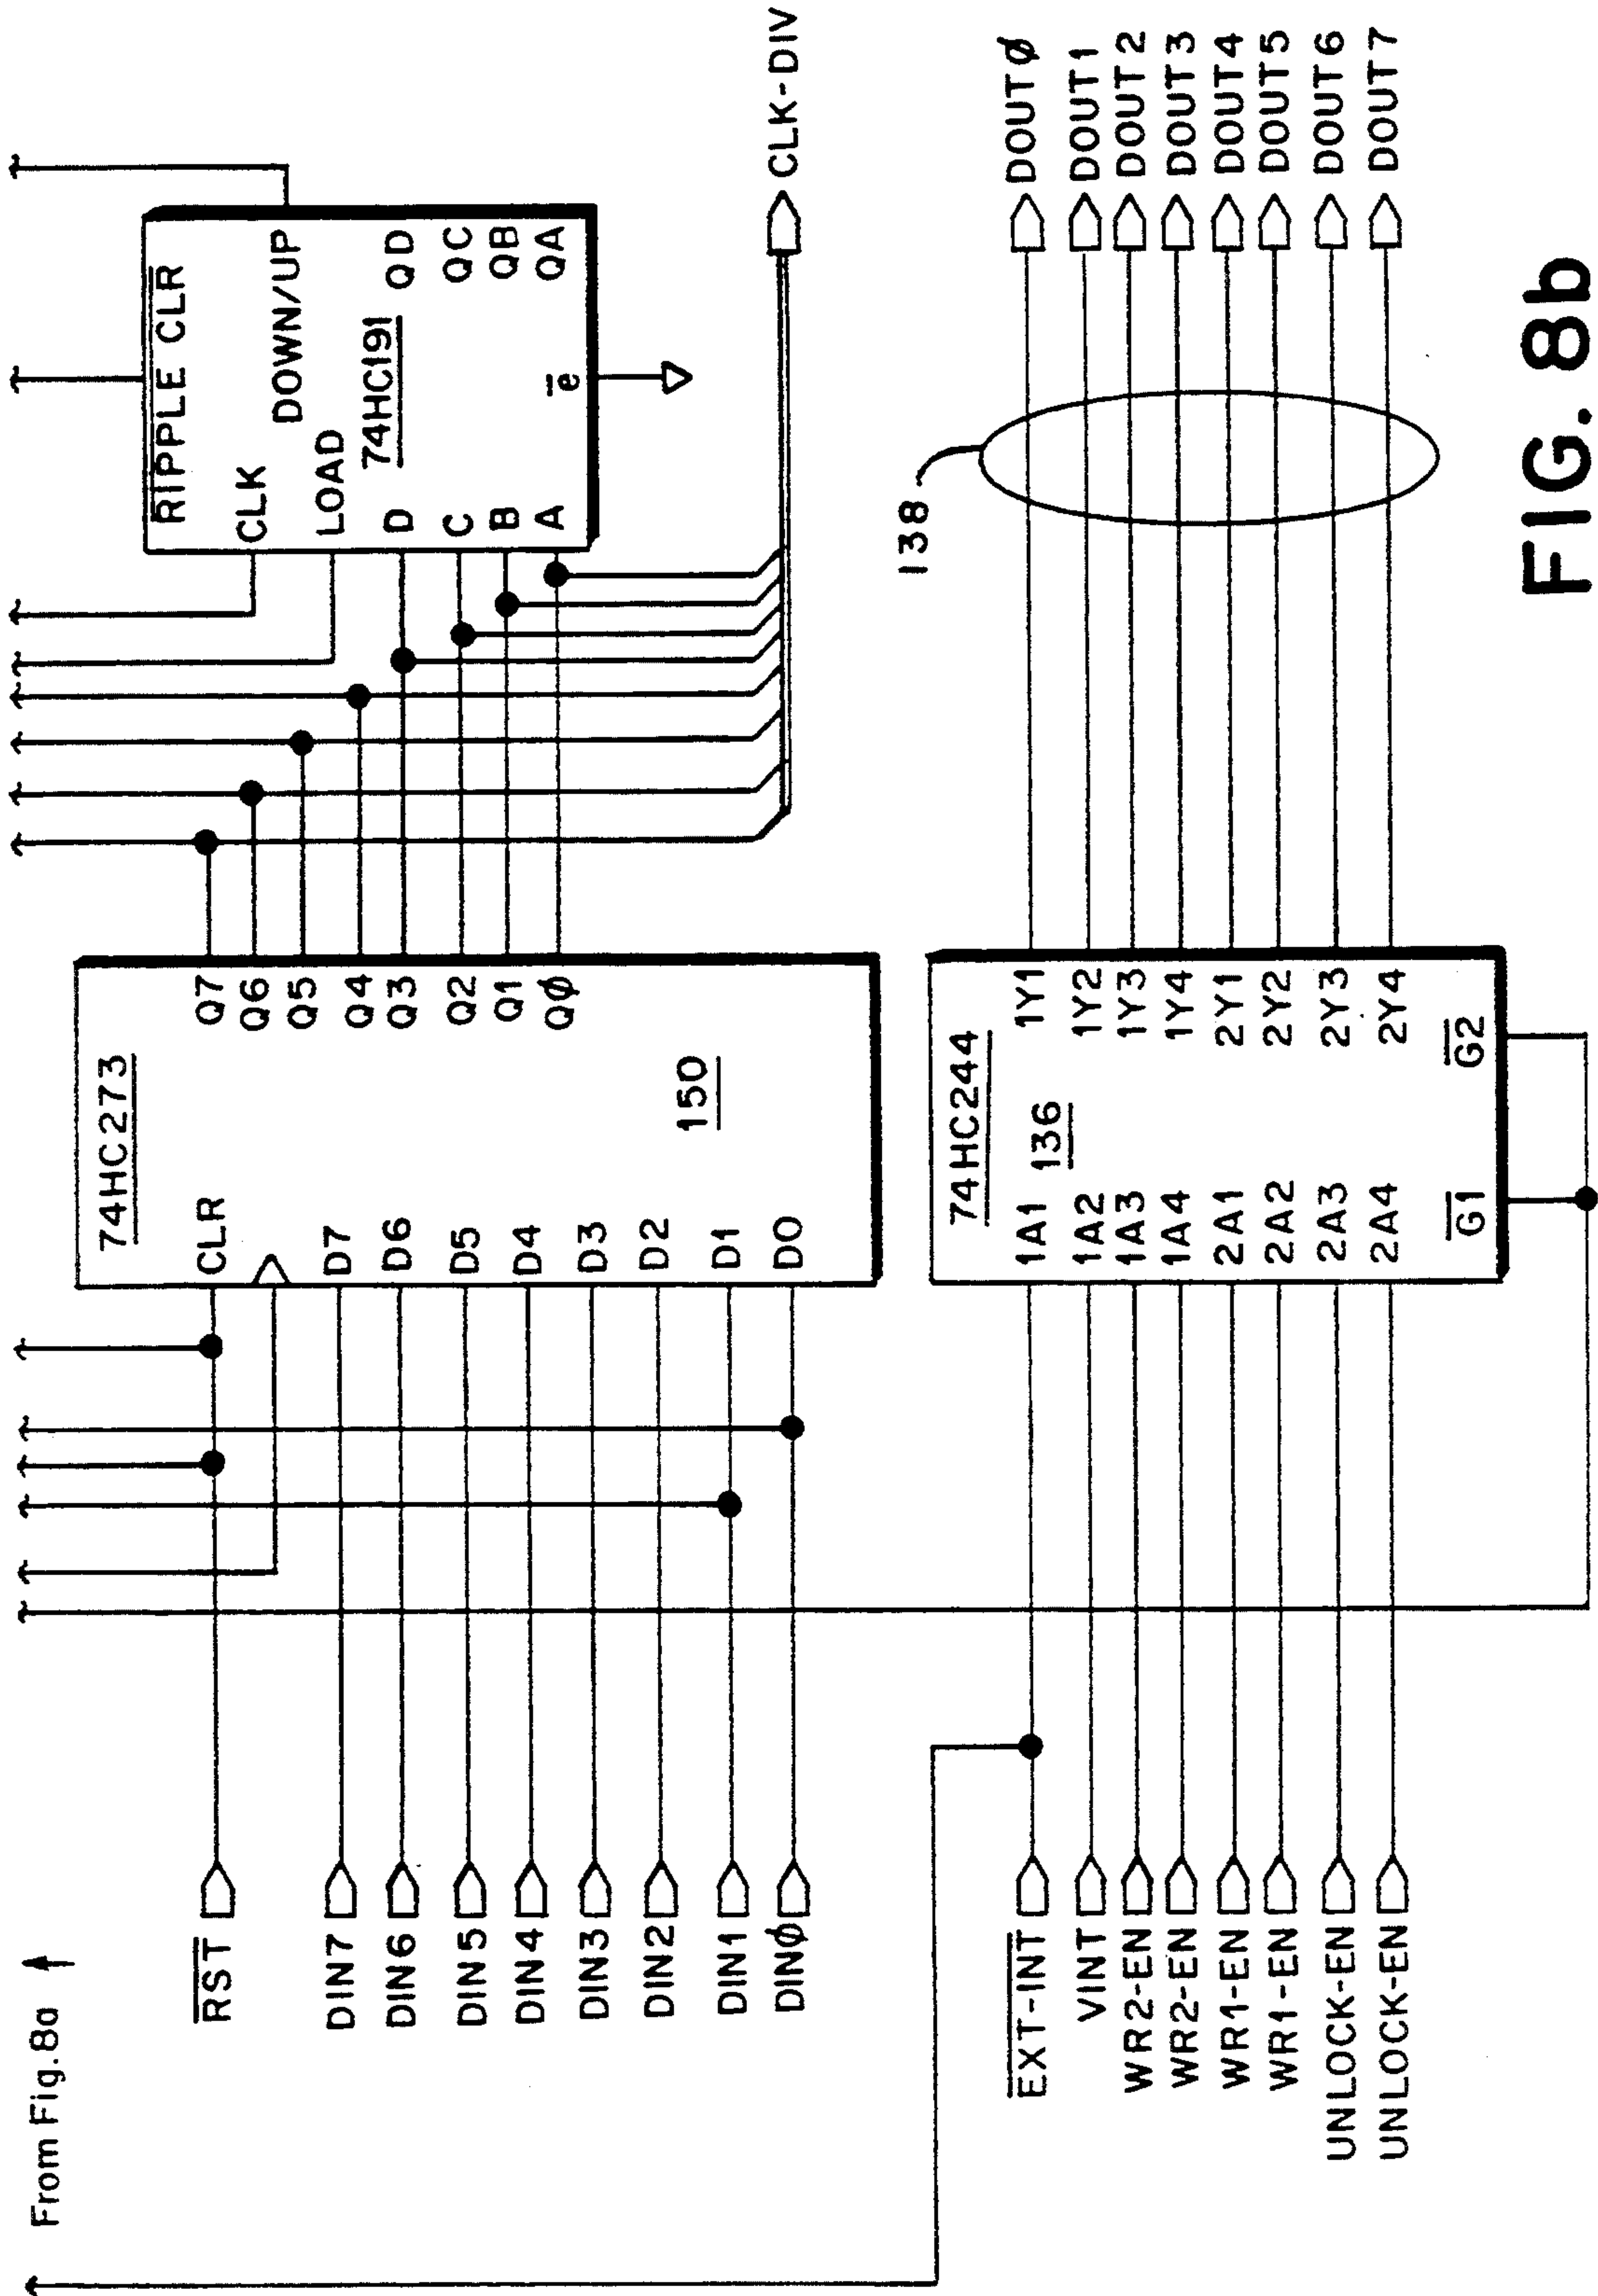 From Fig.8a
RST
DIN7
DIN6
DIN5
DIN4
DIN3
DIN2
DIN1
DINØ
74HC273
CLR
D7
D6
D5
D4
D3
D2
D1
D0
150
Q7
Q6
Q5
Q4
Q3
Q2
Q1
QØ
RIPPLE CLR
CLK
DOWN/UP
LOAD
74HC191
D
C
B
A
QD
QC
QB
QA
e
CLK-DIV
EXT-INT
VINT
WR2-EN
WR2-EN
WR1-EN
WR1-EN
UNLOCK-EN
UNLOCK-EN
74HC244
136
1A1
1A2
1A3
1A4
2A1
2A2
2A3
2A4
G1
1Y1
1Y2
1Y3
1Y4
2Y1
2Y2
2Y3
2Y4
G2
138
DOUTØ
DOUT1
DOUT2
DOUT3
DOUT4
DOUT5
DOUT6
DOUT7
FIG. 8b